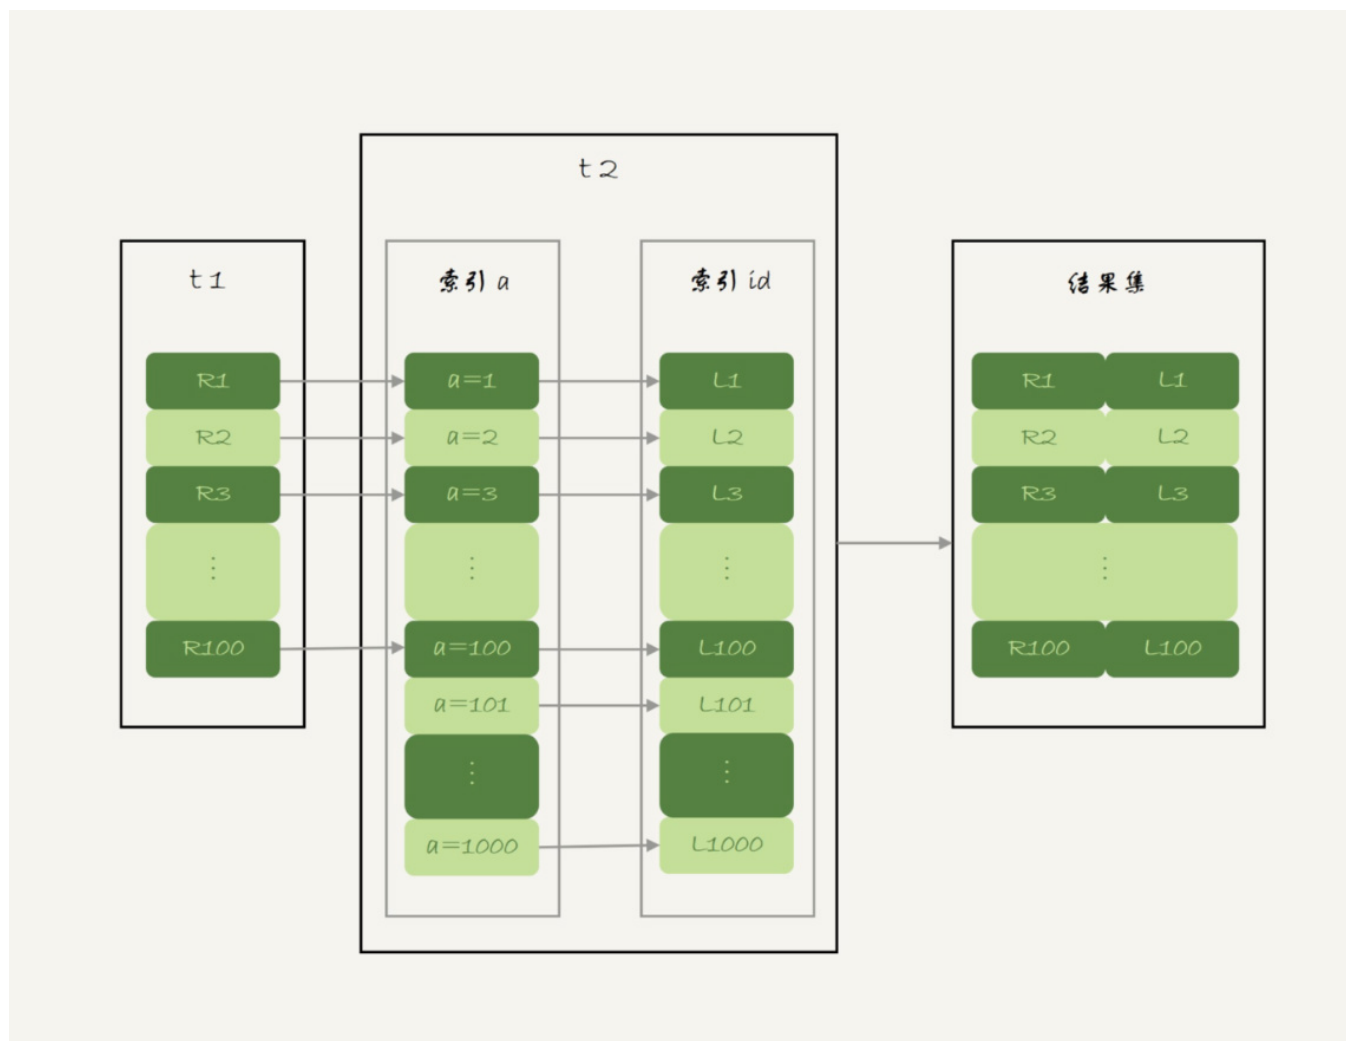 t2
t1
索引 a
索引 id
结果集
R1
a=1
L1
R1
L1
R2
a=2
L2
R2
L2
R3
a=3
L3
R3
L3
⋮
⋮
⋮
⋮
R100
a=100
L100
R100
L100
a=101
L101
⋮
⋮
a=1000
L1000